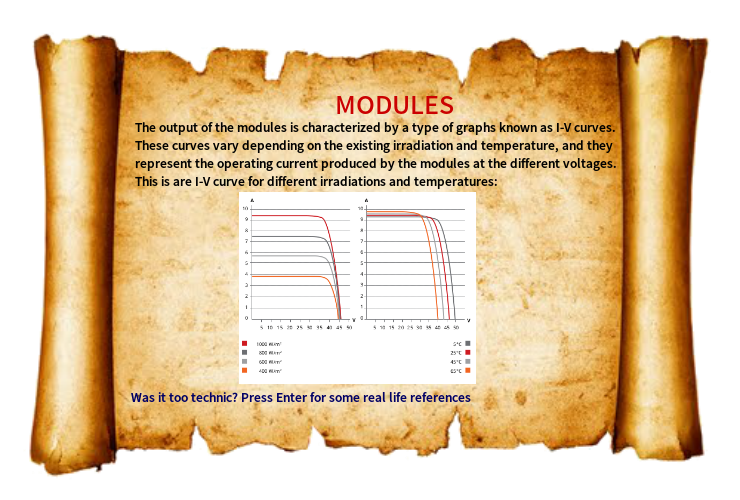 MODULES
The output of the modules is characterized by a type of graphs known as I-V curves.
These curves vary depending on the existing irradiation and temperature, and they
represent the operating current produced by the modules at the different voltages.
This is are I-V curve for different irradiations and temperatures:
A A
10 10
9 9
8 8
7 7
6 6
5 5
4 4
3 3
2 2
1 1
0 V 0 V
5 10 15 20 25 30 35 40 45 50 5 10 15 20 25 30 35 40 45 50
1000 W/m² 5°C
800 W/m² 25°C
600 W/m² 45°C
400 W/m² 65°C
Was it too technic? Press Enter for some real life references